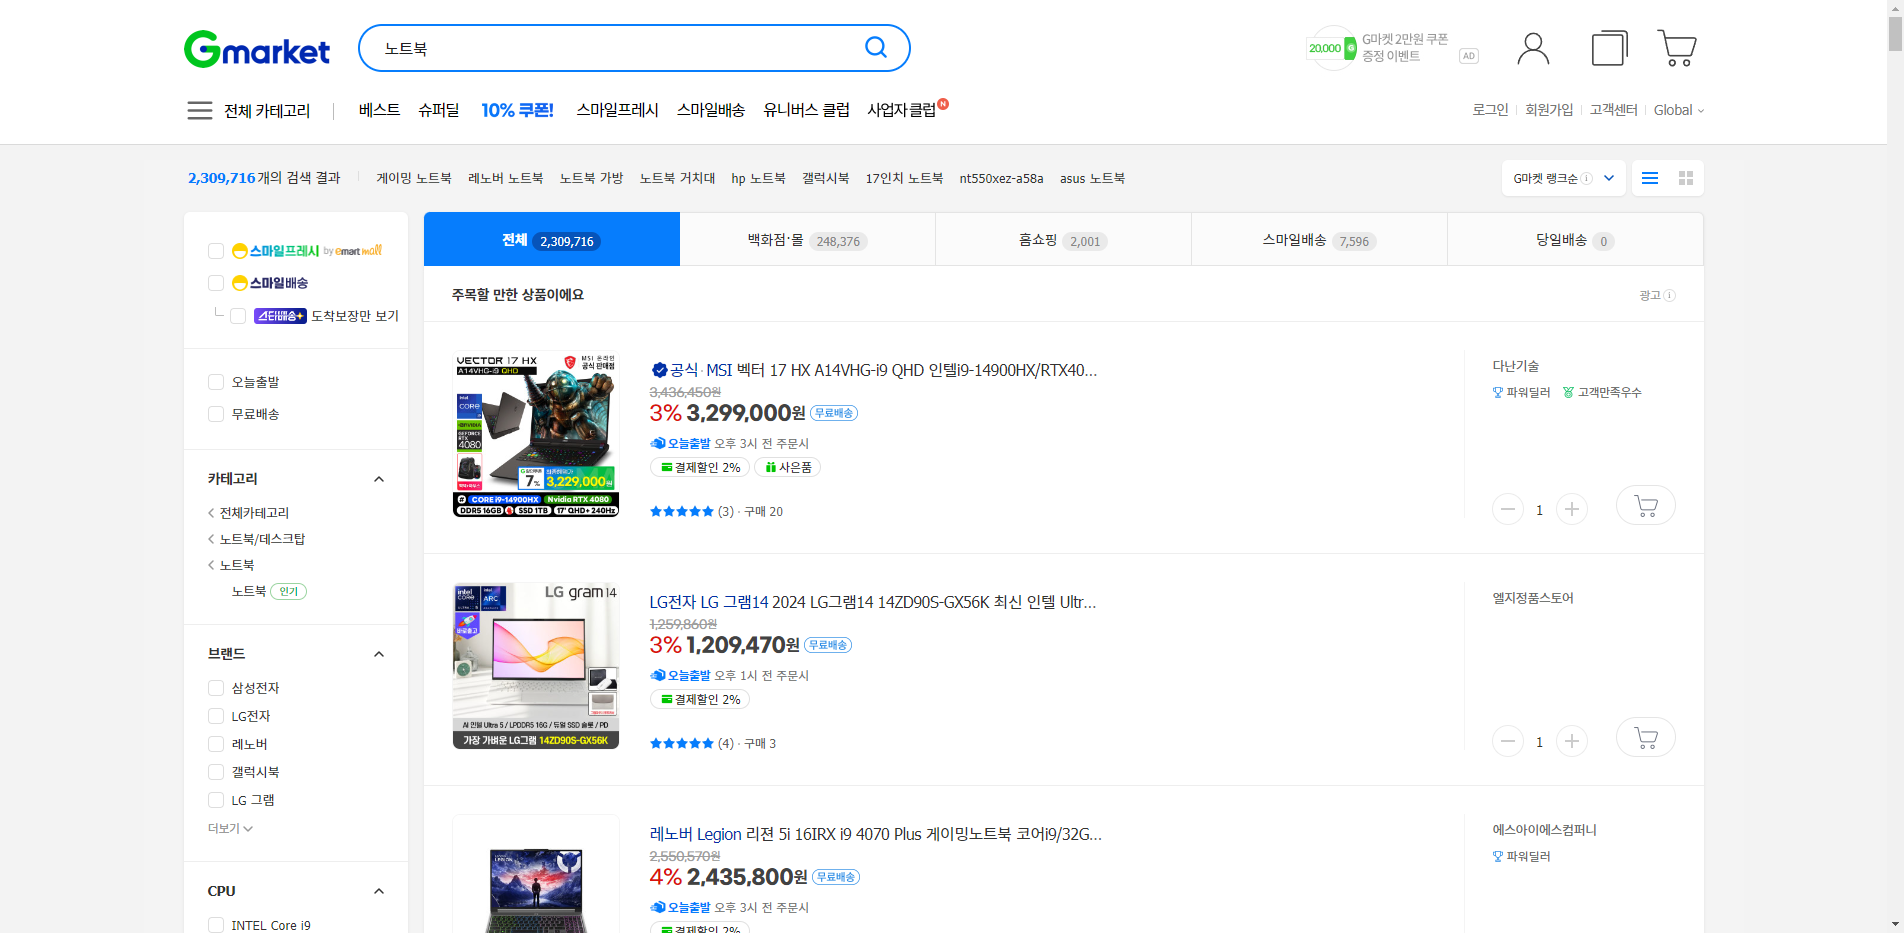 Gmarket
노트북
20,000 G
G마켓 2만원 쿠폰
증정 이벤트
AD
전체 카테고리
베스트 슈퍼딜 10% 쿠폰! 스마일프레시 스마일배송 유니버스 클럽 사업자클럽 N
로그인 회원가입 고객센터 Global
2,309,716개의 검색 결과
게이밍 노트북 레노버 노트북 노트북 가방 노트북 거치대 hp 노트북 갤럭시북 17인치 노트북 nt550xez-a58a asus 노트북
G마켓 랭크순
스마일프레시 by emart mall
스마일배송
스타배송+ 도착보장만 보기
오늘출발
무료배송
카테고리
전체카테고리
노트북/데스크탑
노트북
노트북 인기
브랜드
삼성전자
LG전자
레노버
갤럭시북
LG 그램
더보기
CPU
INTEL Core i9
전체 2,309,716
백화점·몰 248,376
홈쇼핑 2,001
스마일배송 7,596
당일배송 0
주목할 만한 상품이에요
광고
VECTOR 17 HX
A14VHG-i9 QHD
MSI 온라인
공식 판매점
intel
CORE i9
NVIDIA
GEFORCE
RTX
4080
7% 3,229,000원
CORE i9-14900HX Nvidia RTX 4080
DDR5 16GB SSD 1TB 17" QHD+ 240Hz
공식 · MSI 벡터 17 HX A14VHG-i9 QHD 인텔i9-14900HX/RTX40...
3,436,450원
3% 3,299,000원 무료배송
오늘출발 오후 3시 전 주문시
결제할인 2% 사은품
(3) · 구매 20
다난기술
파워딜러 고객만족우수
1
intel
CORE
intel
ARC
LG gram 14
바로출고
AI 인텔 Ultra 5 / LPDDR5 16G / 듀얼 SSD 슬롯 / PD
가장 가벼운 LG그램 14ZD90S-GX56K
LG전자 LG 그램14 2024 LG그램14 14ZD90S-GX56K 최신 인텔 Ultr...
1,259,860원
3% 1,209,470원 무료배송
오늘출발 오후 1시 전 주문시
결제할인 2%
(4) · 구매 3
엘지정품스토어
1
LEGION
레노버 Legion 리젼 5i 16IRX i9 4070 Plus 게이밍노트북 코어i9/32G...
2,550,570원
4% 2,435,800원 무료배송
오늘출발 오후 3시 전 주문시
결제할인 2%
에스아이에스컴퍼니
파워딜러